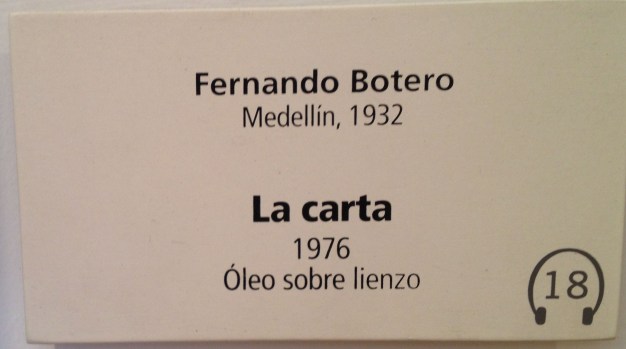 Fernando Botero
Medellín, 1932
La carta
1976
Óleo sobre lienzo
18